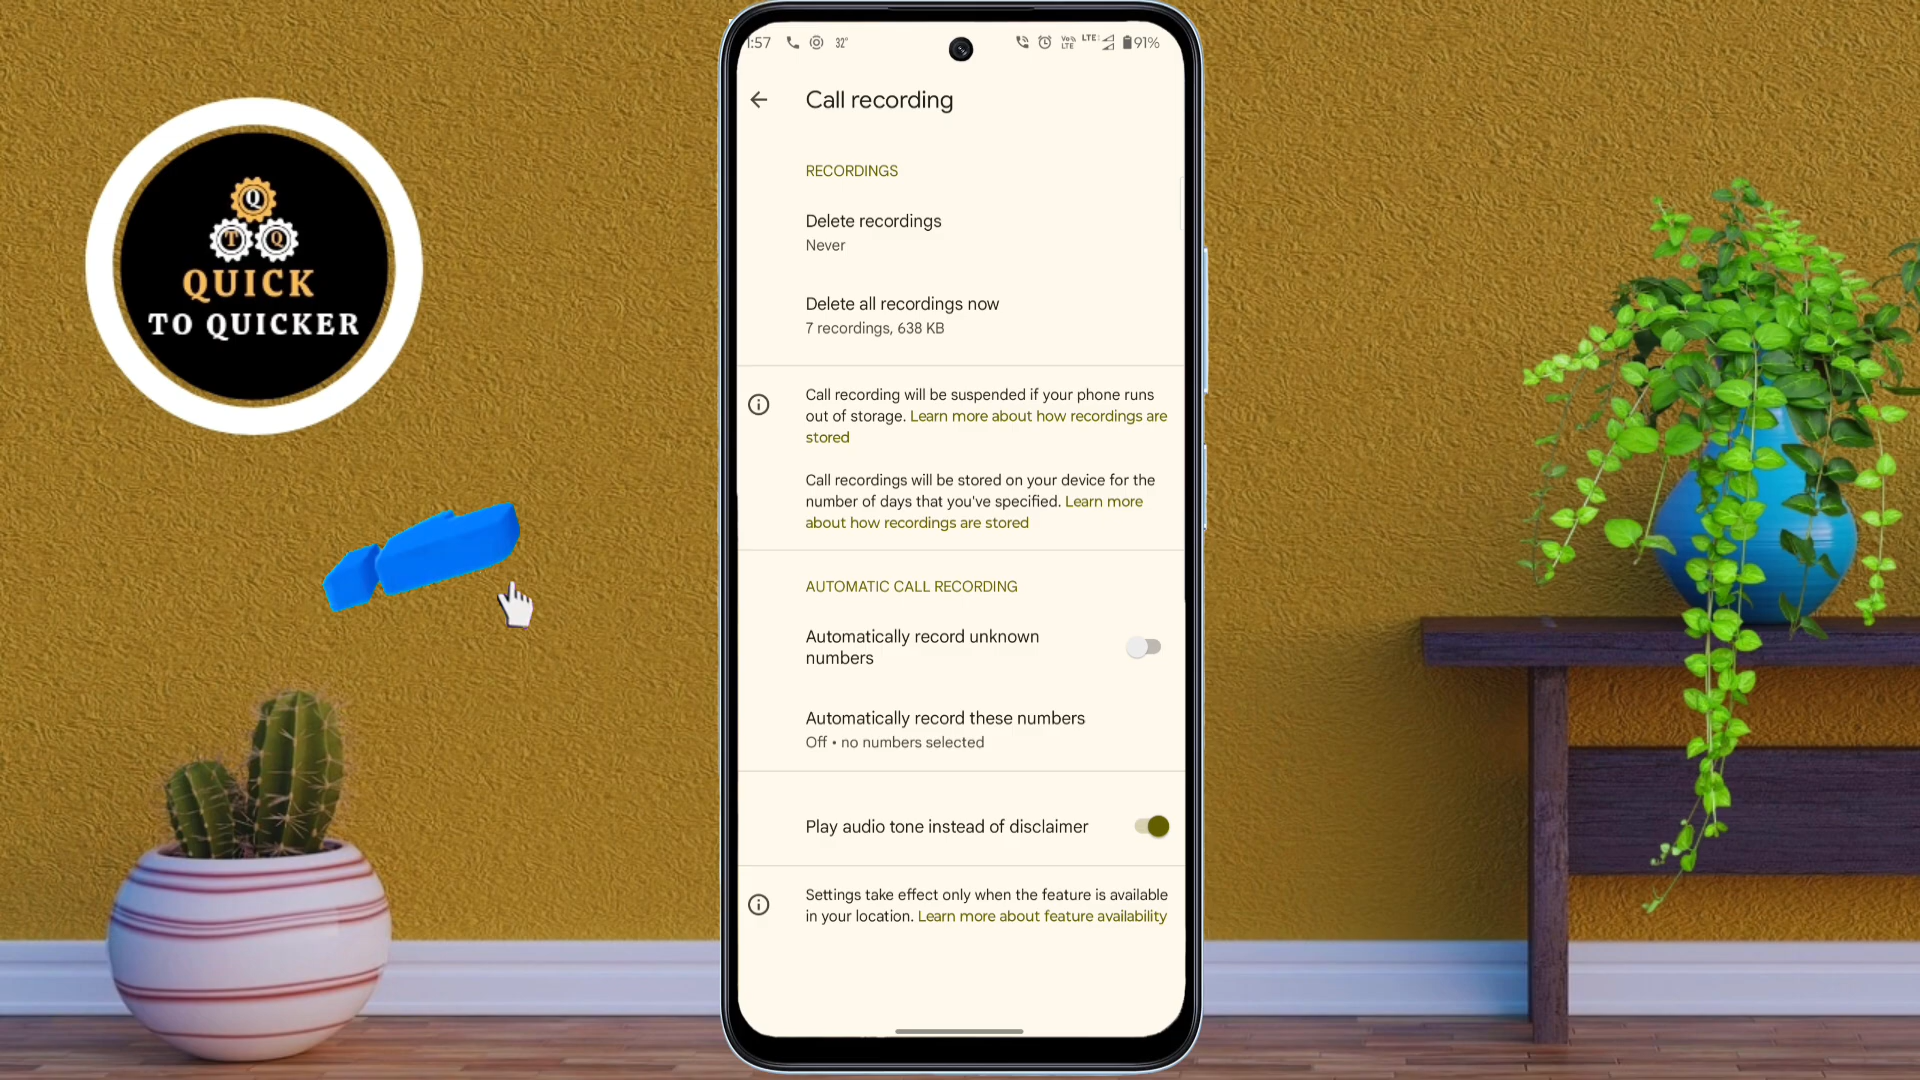 1:57 32° Vo)) LTE LTE 91%
Call recording
RECORDINGS
Delete recordings
Never
Delete all recordings now
7 recordings, 638 KB
Call recording will be suspended if your phone runs
out of storage. Learn more about how recordings are
stored
Call recordings will be stored on your device for the
number of days that you've specified. Learn more
about how recordings are stored
AUTOMATIC CALL RECORDING
Automatically record unknown
numbers
Automatically record these numbers
Off • no numbers selected
Play audio tone instead of disclaimer
Settings take effect only when the feature is available
in your location. Learn more about feature availability
Q
T Q
QUICK
TO QUICKER